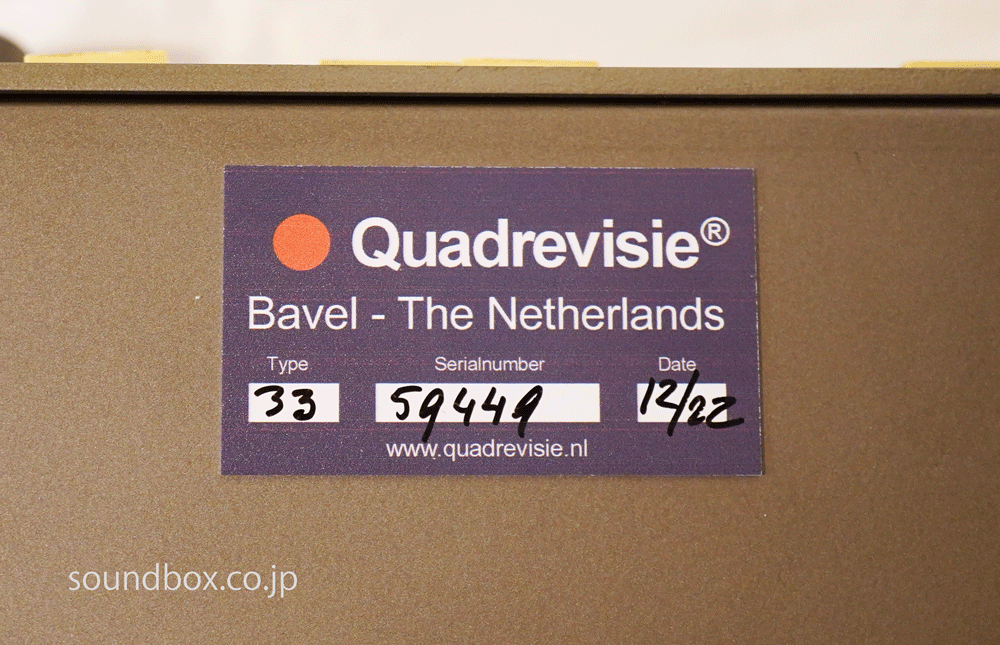 Quadrevisie®
Bavel - The Netherlands
Type Serialnumber Date
33 59449 12/22
www.quadrevisie.nl
soundbox.co.jp